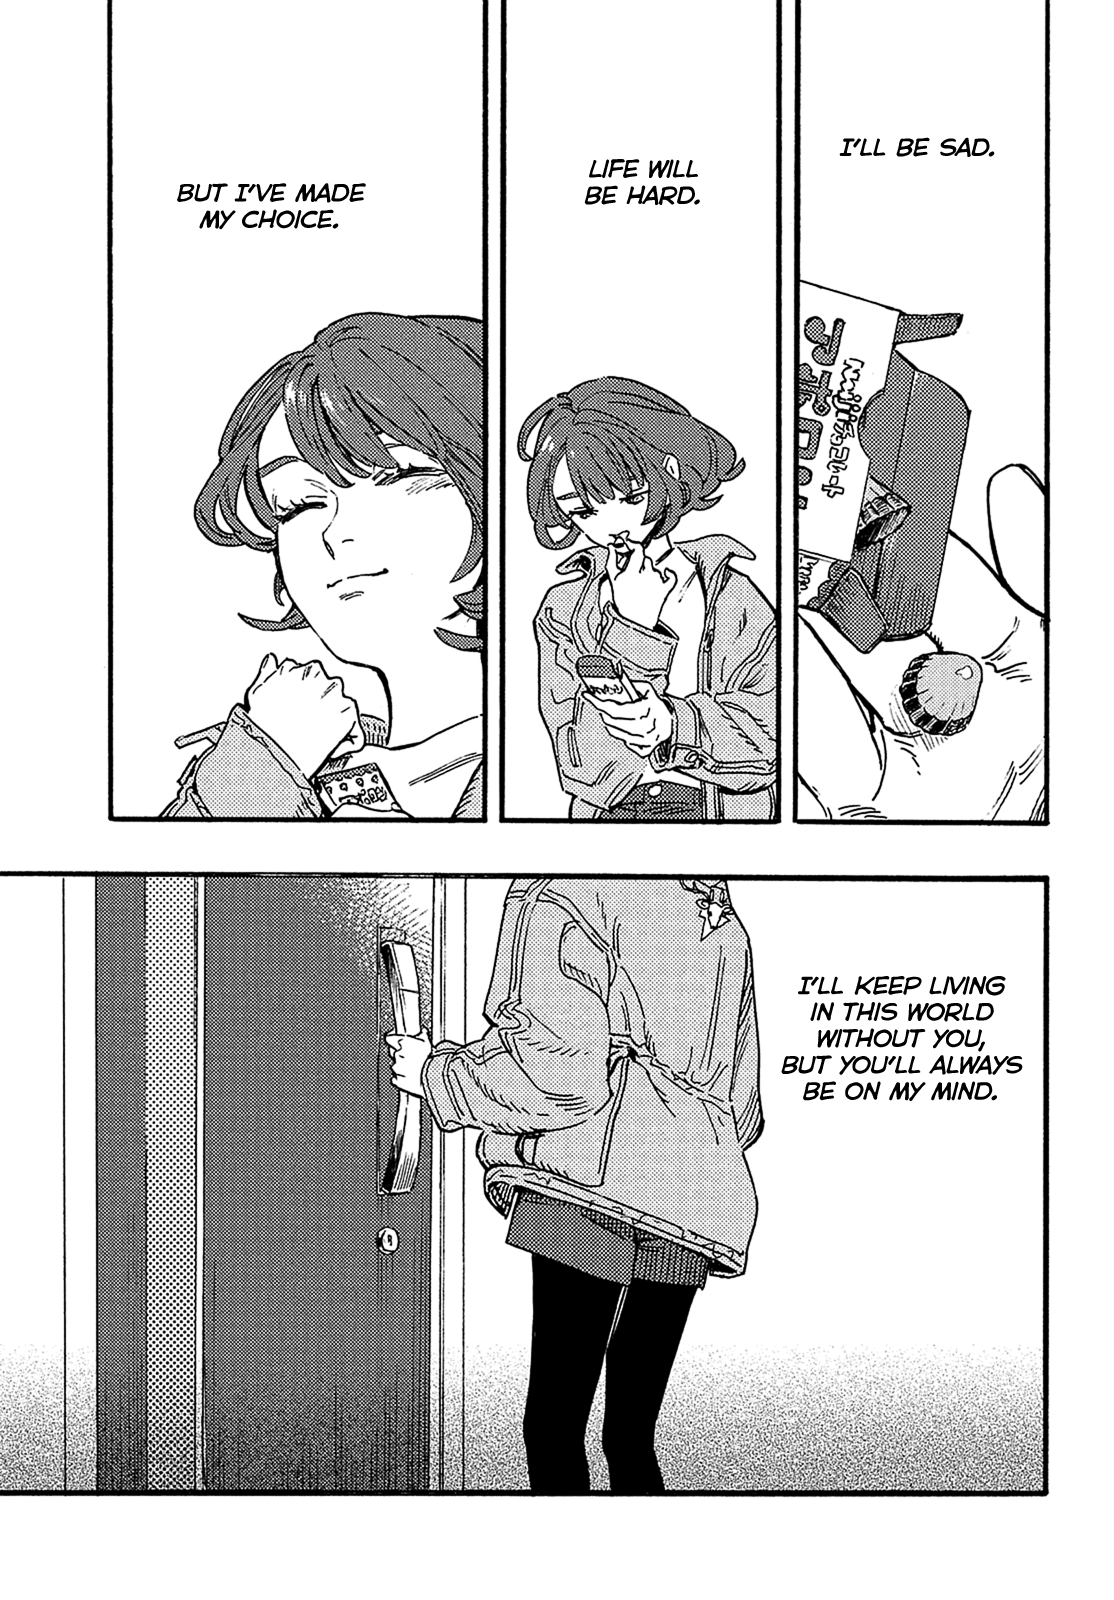 I'LL BE SAD.
LIFE WILL
BE HARD.
BUT I'VE MADE
MY CHOICE.
I'LL KEEP LIVING
IN THIS WORLD
WITHOUT YOU,
BUT YOU'LL ALWAYS
BE ON MY MIND.